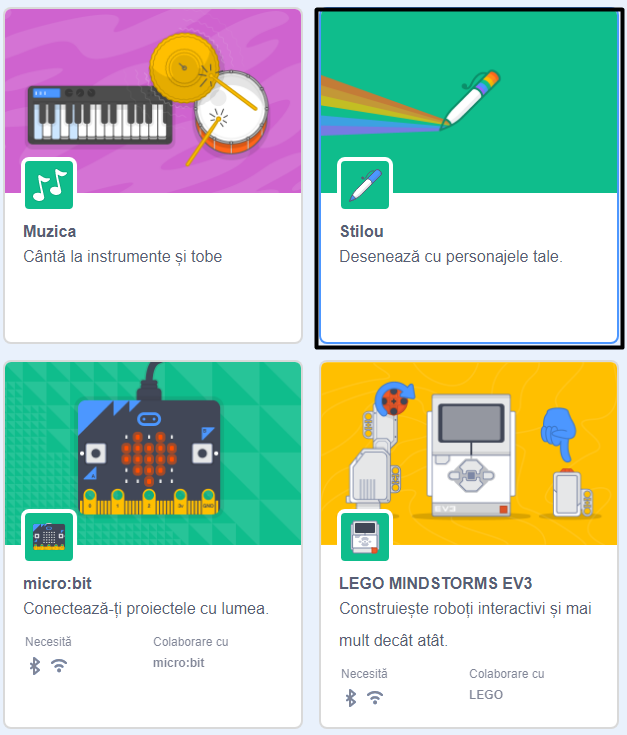 Muzica
Cântă la instrumente și tobe
Stilou
Desenează cu personajele tale.
micro:bit
Conectează-ți proiectele cu lumea.
Necesită
Colaborare cu
micro:bit
EV3
LEGO MINDSTORMS EV3
Construiește roboți interactivi și mai
mult decât atât.
Necesită
Colaborare cu
LEGO